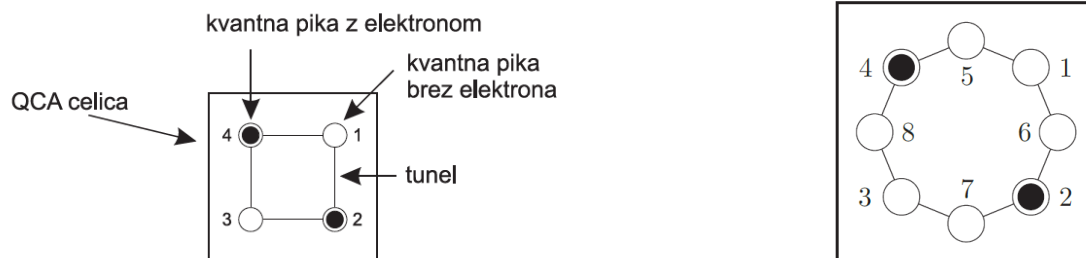 kvantna pika z elektronom
kvantna pika
brez elektrona
QCA celica
4
1
tunel
3
2
4
5
1
8
6
3
7
2